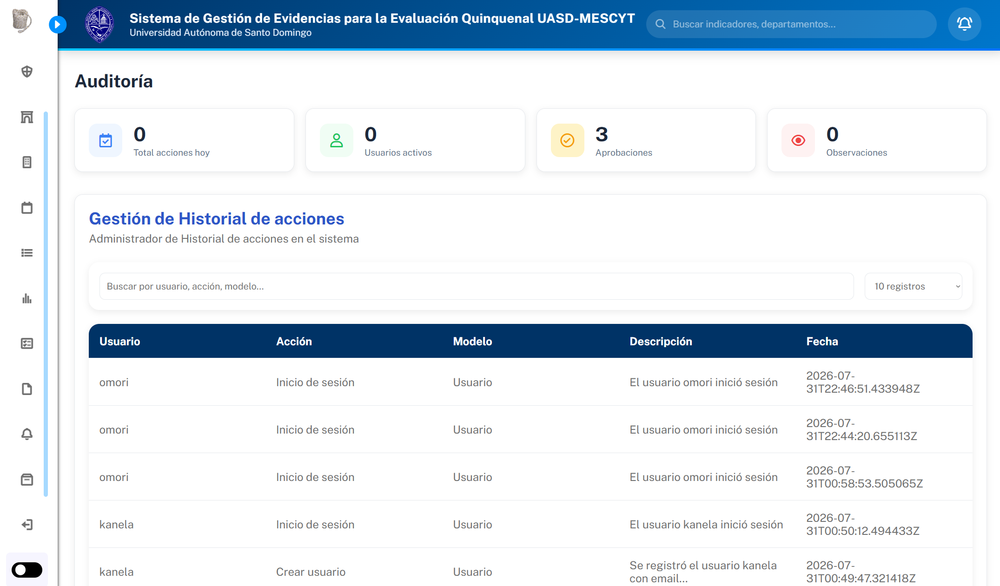 Sistema de Gestión de Evidencias para la Evaluación Quinquenal UASD-MESCYT
Universidad Autónoma de Santo Domingo
Buscar indicadores, departamentos...
Auditoría
0
Total acciones hoy
0
Usuarios activos
3
Aprobaciones
0
Observaciones
Gestión de Historial de acciones
Administrador de Historial de acciones en el sistema
Buscar por usuario, acción, modelo...
10 registros
Usuario Acción Modelo Descripción Fecha
omori Inicio de sesión Usuario El usuario omori inició sesión 2026-07-
31T22:46:51.433948Z
omori Inicio de sesión Usuario El usuario omori inició sesión 2026-07-
31T22:44:20.655113Z
omori Inicio de sesión Usuario El usuario omori inició sesión 2026-07-
31T00:58:53.505065Z
kanela Inicio de sesión Usuario El usuario kanela inició sesión 2026-07-
31T00:50:12.494433Z
kanela Crear usuario Usuario Se registró el usuario kanela
con email... 2026-07-
31T00:49:47.321418Z